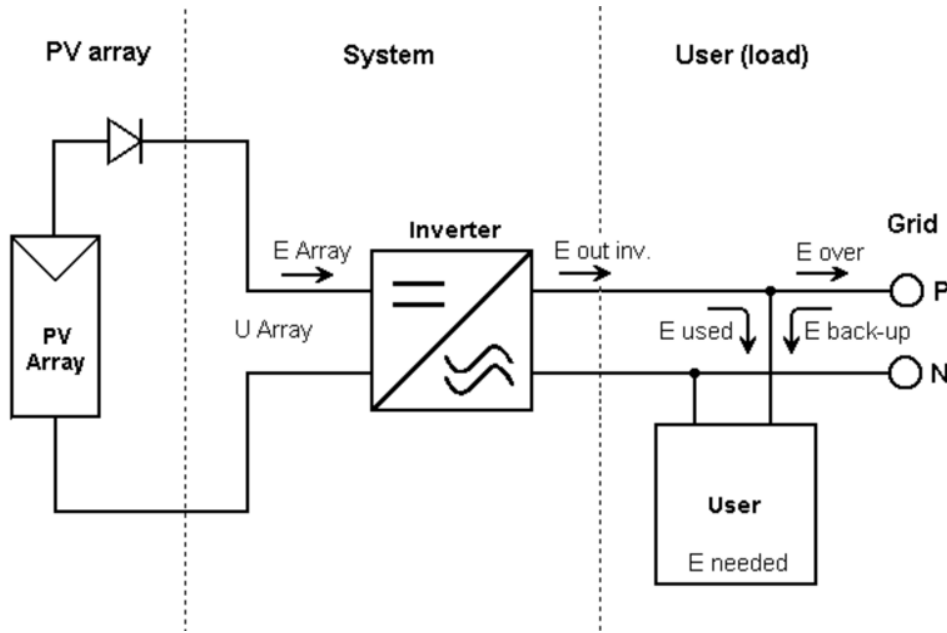 PV array
System
User (load)
Inverter
Grid
E Array
E out inv.
E over
P
PV
Array
U Array
E used
E back-up
N
User
E needed